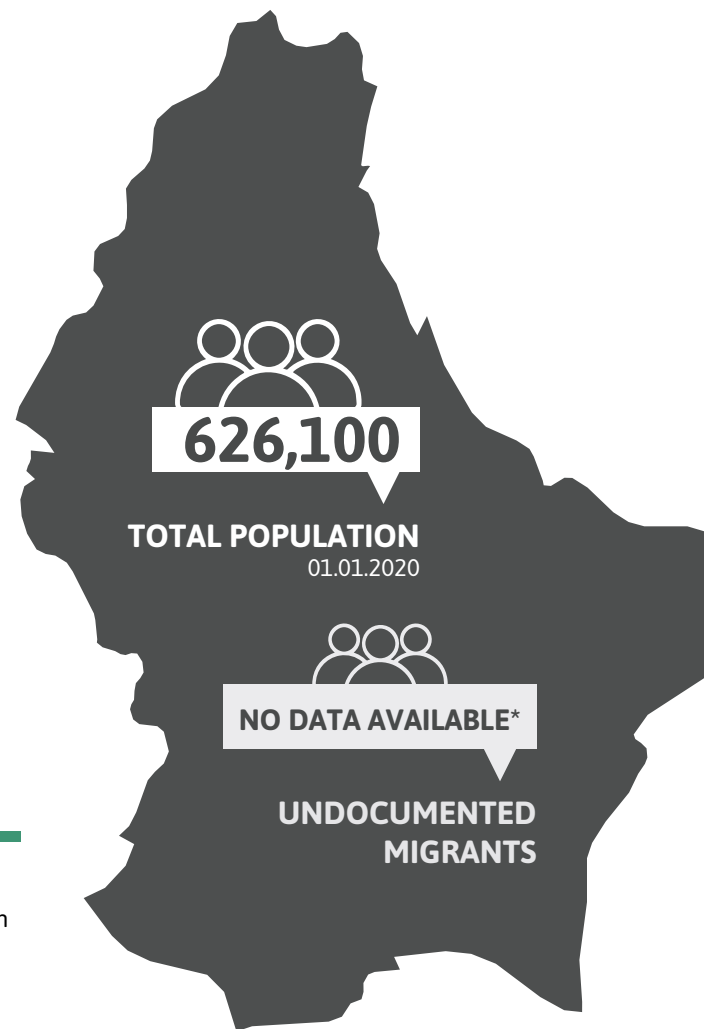 626,100
TOTAL POPULATION
01.01.2020
NO DATA AVAILABLE*
UNDOCUMENTED
MIGRANTS